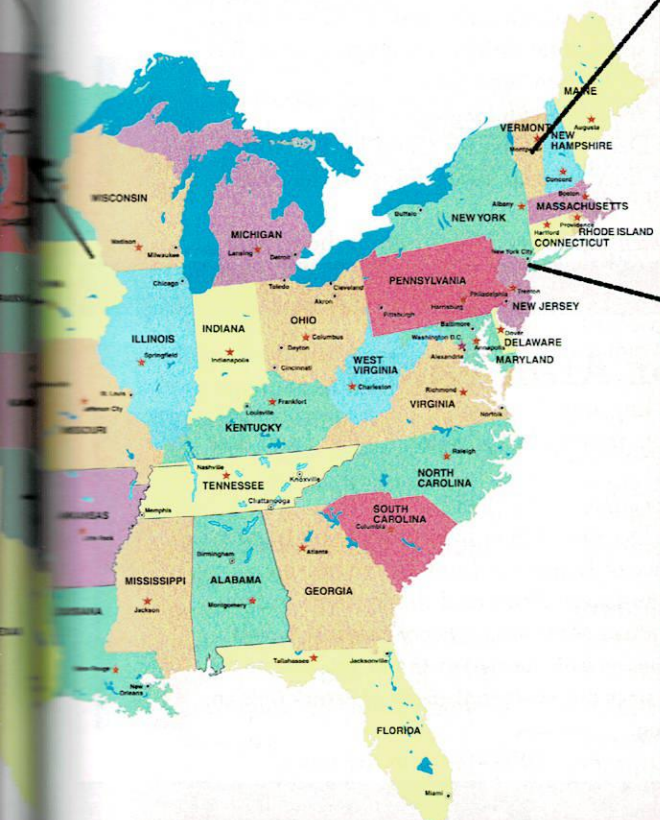 MAINE
Augusta
VERMONT
NEW
HAMPSHIRE
Concord
Boston
MASSACHUSETTS
Albany
Buffalo
NEW YORK
Hartford
Providence
RHODE ISLAND
CONNECTICUT
New York City
WISCONSIN
Madison
Milwaukee
MICHIGAN
Lansing
Detroit
Chicago
Toledo
Cleveland
Akron
PENNSYLVANIA
Harrisburg
Philadelphia
Pittsburgh
Trenton
NEW JERSEY
ILLINOIS
Springfield
INDIANA
Indianapolis
OHIO
Columbus
Dayton
Cincinnati
Baltimore
Washington D.C.
Annapolis
Alexandria
Dover
DELAWARE
MARYLAND
WEST
VIRGINIA
Charleston
Richmond
VIRGINIA
Norfolk
St. Louis
Frankfort
Louisville
KENTUCKY
Raleigh
NORTH
CAROLINA
Nashville
TENNESSEE
Knoxville
Chattanooga
Memphis
SOUTH
CAROLINA
Columbia
Birmingham
ALABAMA
Montgomery
Atlanta
GEORGIA
MISSISSIPPI
Jackson
New
Orleans
Tallahassee
Jacksonville
FLORIDA
Miami